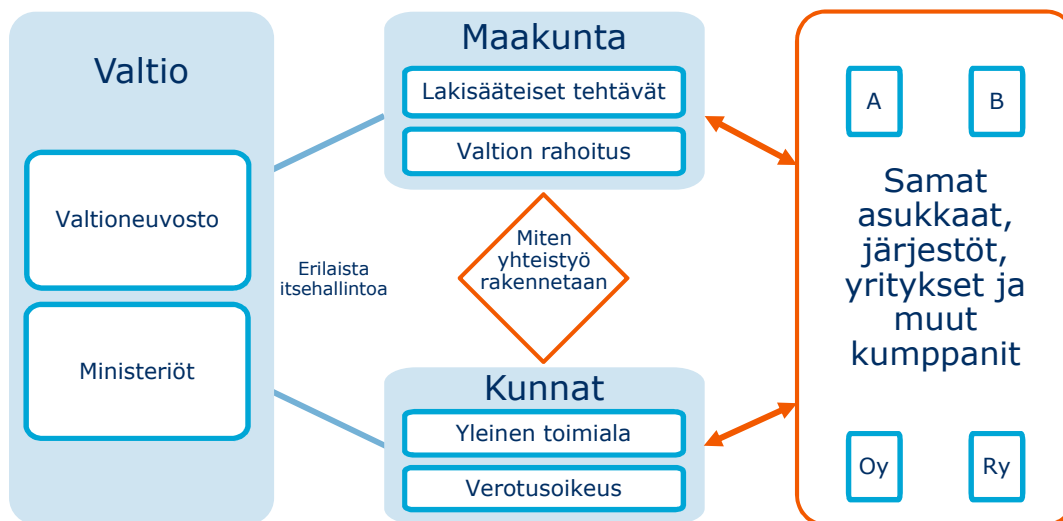 Valtio
Valtioneuvosto
Ministeriöt
Erilaista
itsehallintoa
Maakunta
Lakisääteiset tehtävät
Valtion rahoitus
Miten
yhteistyö
rakennetaan
Kunnat
Yleinen toimiala
Verotusoikeus
A
B
Samat
asukkaat,
järjestöt,
yritykset ja
muut
kumppanit
Oy
Ry